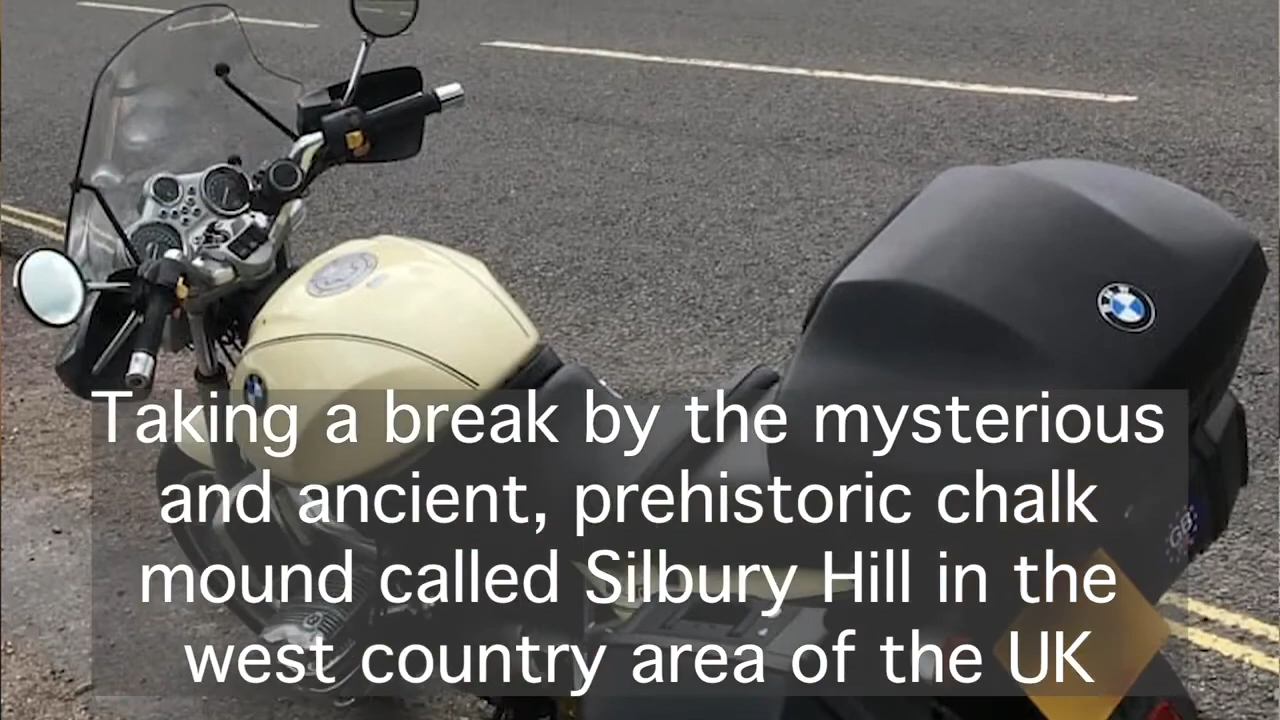 Taking a break by the mysterious
and ancient, prehistoric chalk
mound called Silbury Hill in the
west country area of the UK
GB